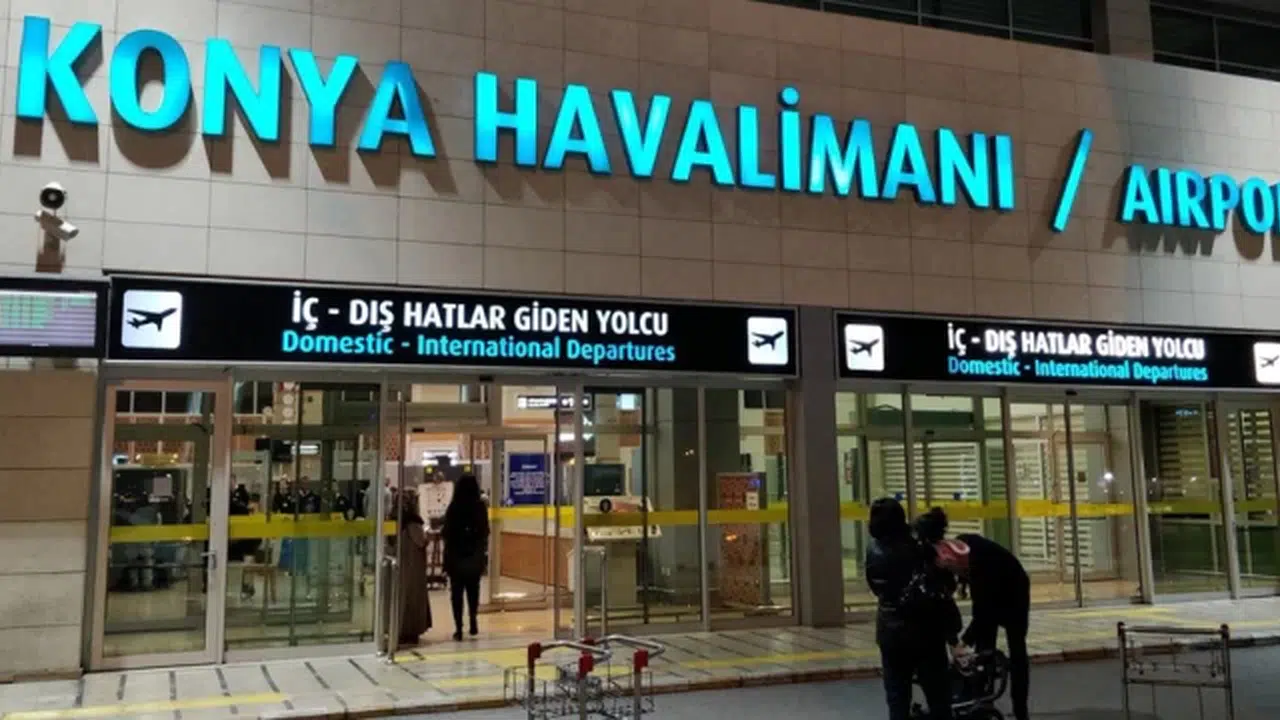 KONYA HAVALİMANI / AIRPO
İÇ - DIŞ HATLAR GİDEN YOLCU
Domestic - International Departures
İÇ - DIŞ HATLAR GİDEN YOLCU
Domestic - International Departures